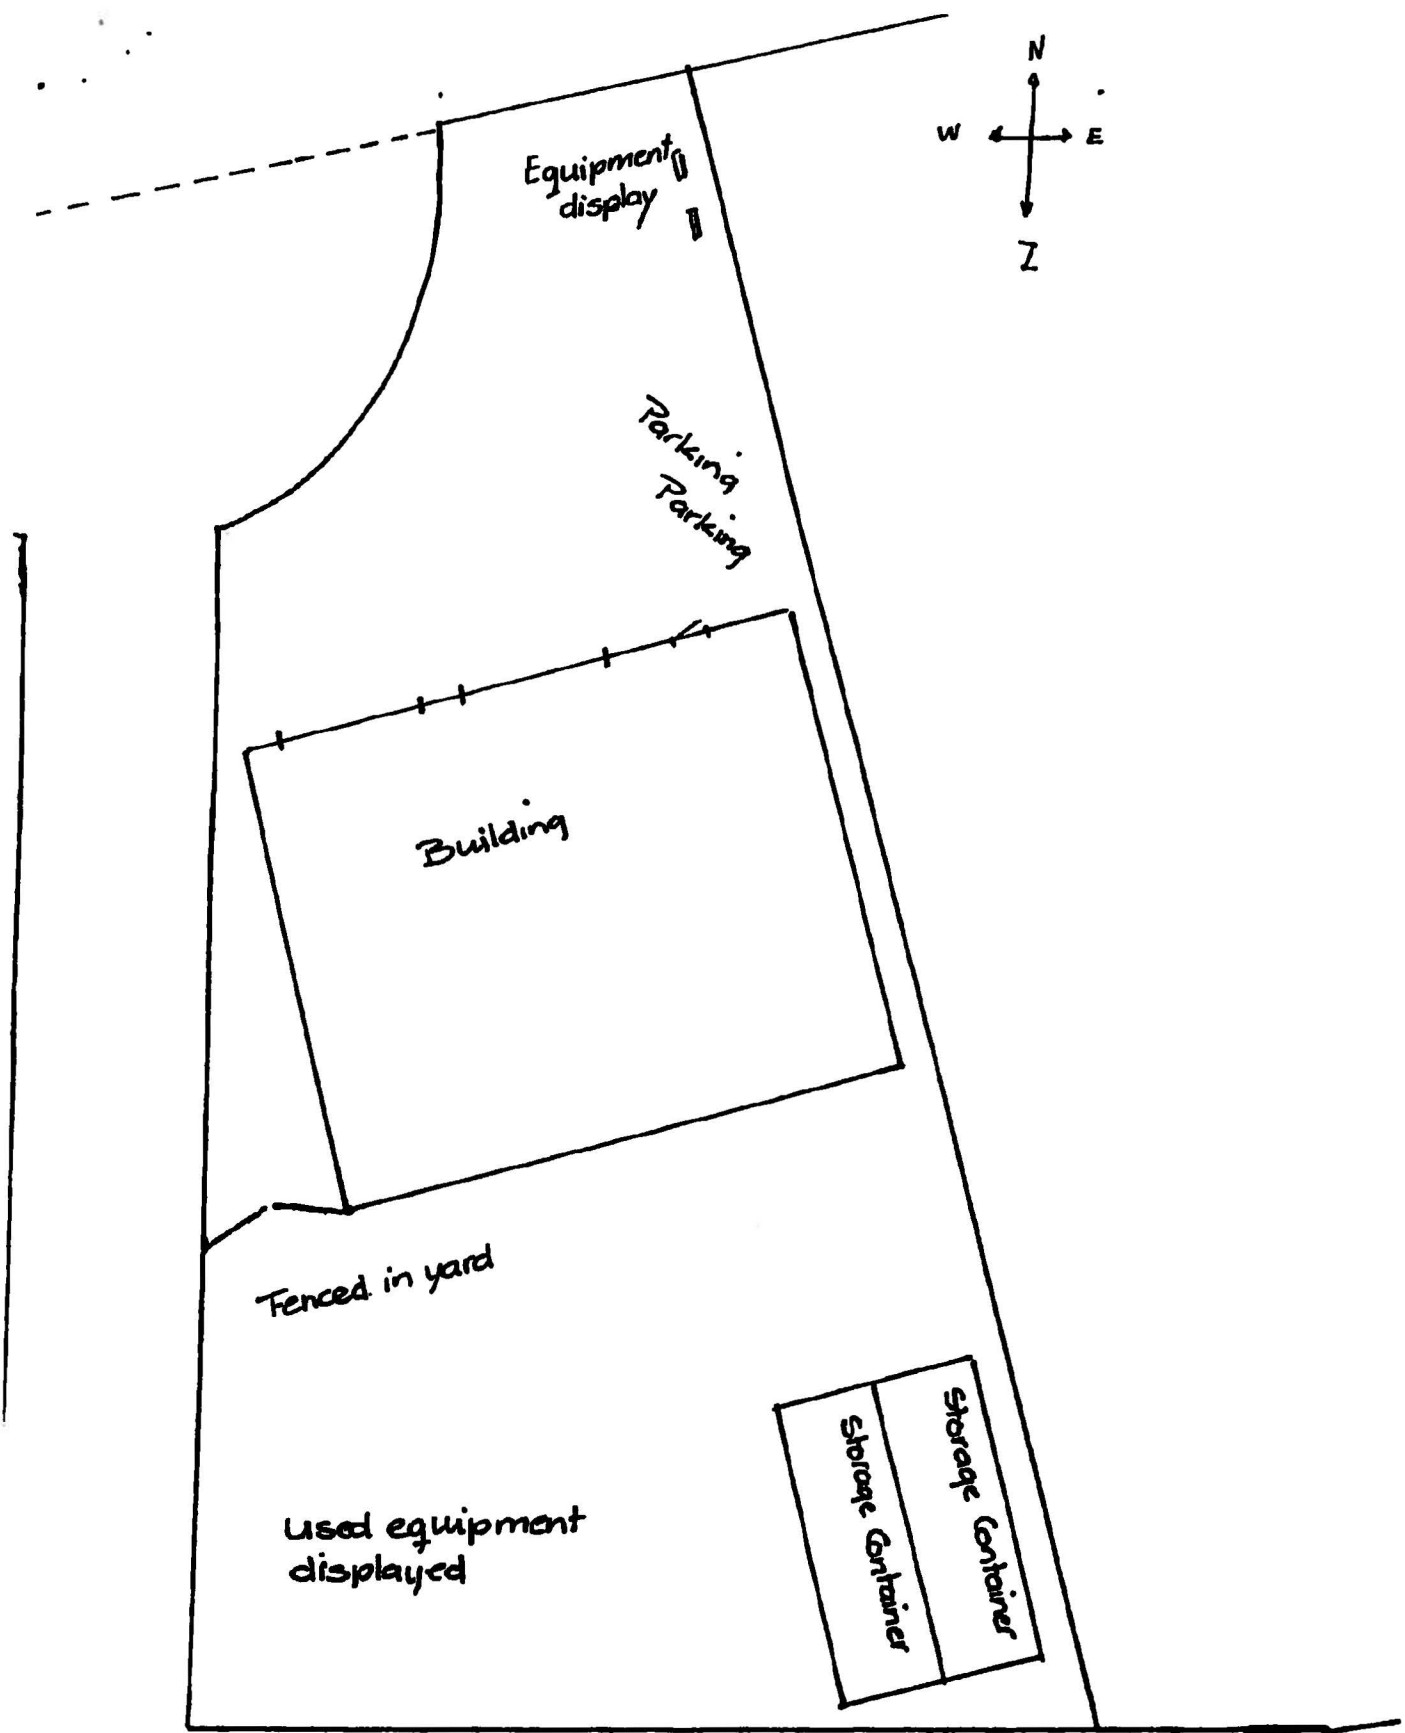 N
W E
Z
Equipment
display
Parking
Parking
Building
Fenced in yard
Storage Container
Storage Container
used equipment
displayed